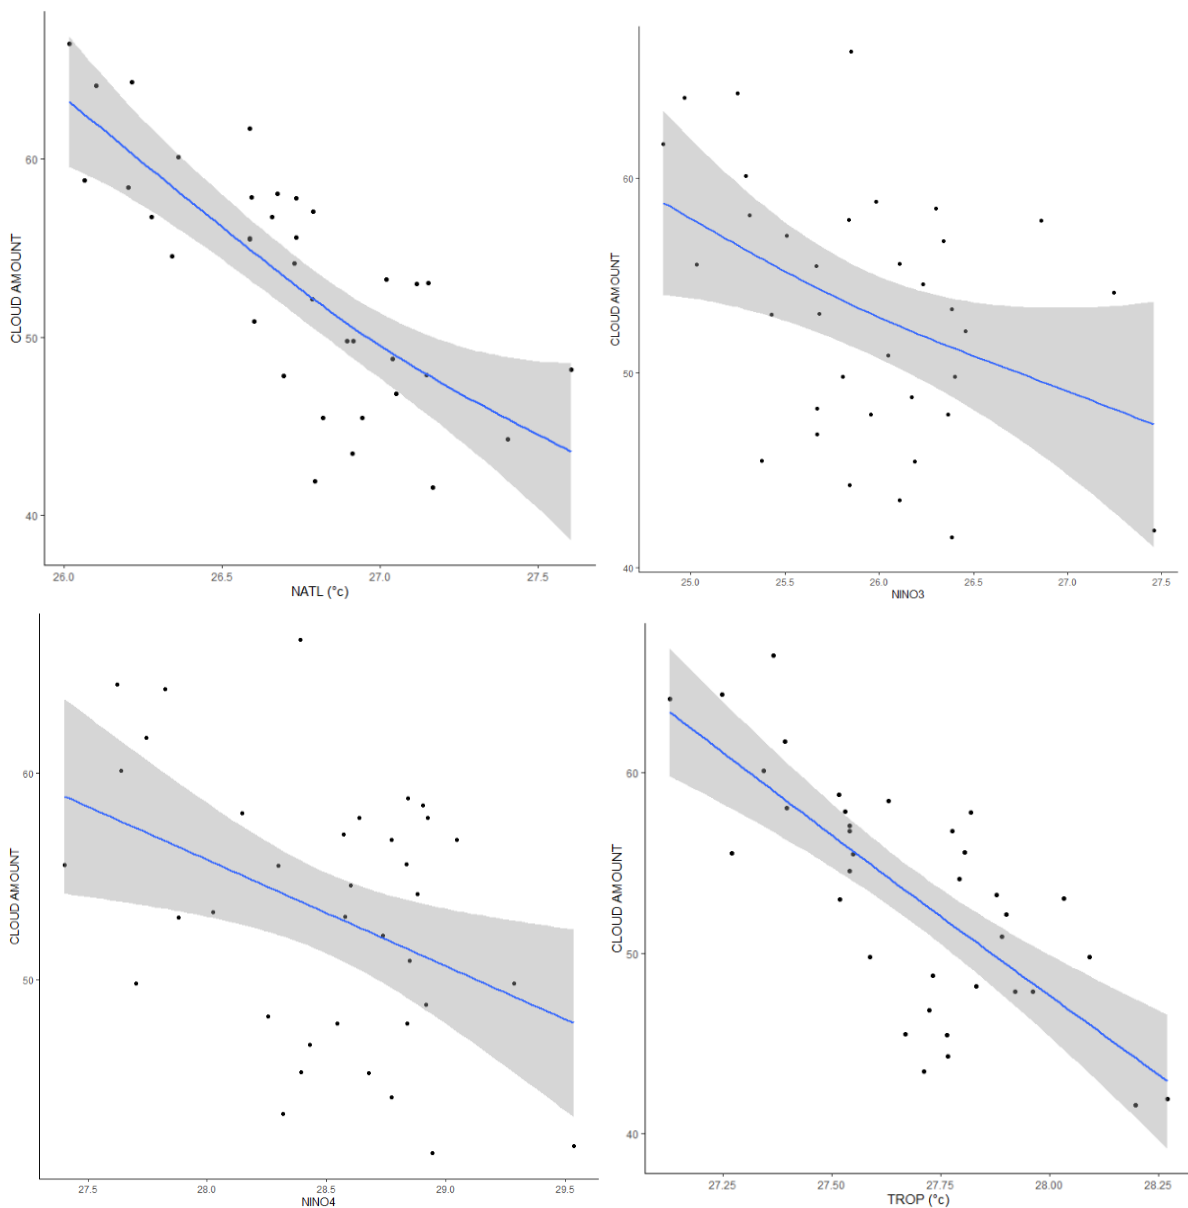 CLOUD AMOUNT
60
50
40
26.0 26.5 27.0 27.5
NATL (°c)
CLOUD AMOUNT
60
50
40
25.0 25.5 26.0 26.5 27.0 27.5
NINO3
CLOUD AMOUNT
60
50
27.5 28.0 28.5 29.0 29.5
NINO4
CLOUD AMOUNT
60
50
40
27.25 27.50 27.75 28.00 28.25
TROP (°c)